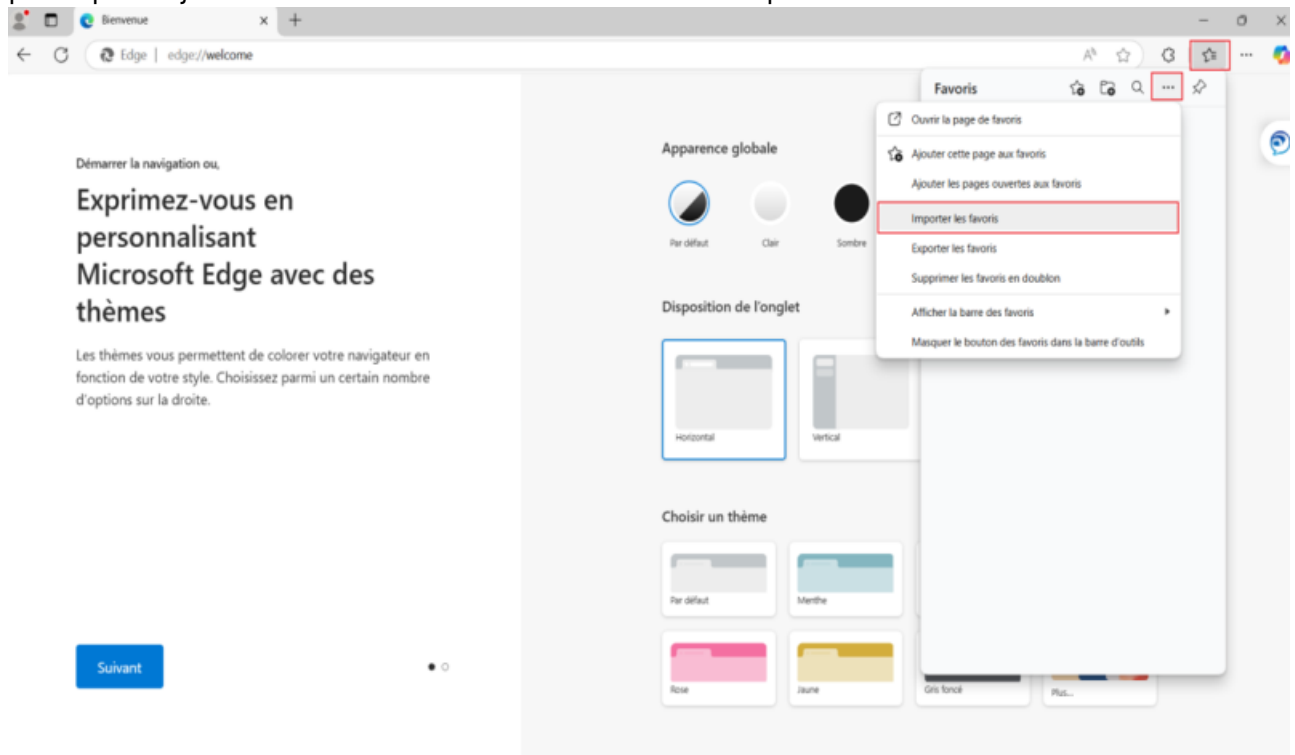 Bienvenue
Edge | edge://welcome
Favoris
Ouvrir la page de favoris
Ajouter cette page aux favoris
Ajouter les pages ouvertes aux favoris
Importer les favoris
Exporter les favoris
Supprimer les favoris en doublon
Afficher la barre des favoris
Masquer le bouton des favoris dans la barre d'outils
Démarrer la navigation ou,
Exprimez-vous en
personnalisant
Microsoft Edge avec des
thèmes
Les thèmes vous permettent de colorer votre navigateur en
fonction de votre style. Choisissez parmi un certain nombre
d'options sur la droite.
Suivant
Apparence globale
Par défaut
Clair
Sombre
Disposition de l'onglet
Horizontal
Vertical
Choisir un thème
Par défaut
Menthe
Rose
Jaune
Gris foncé
Plus...